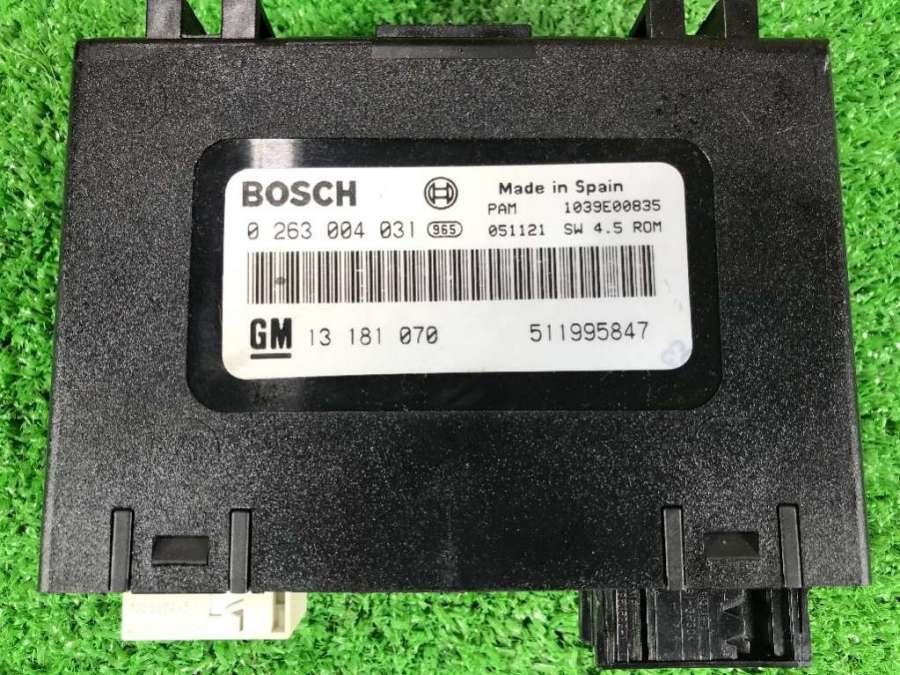 BOSCH Made in Spain
PAM 1039E00835
0 263 004 031 965 051121 SW 4.5 ROM
GM 13 181 070 511995847